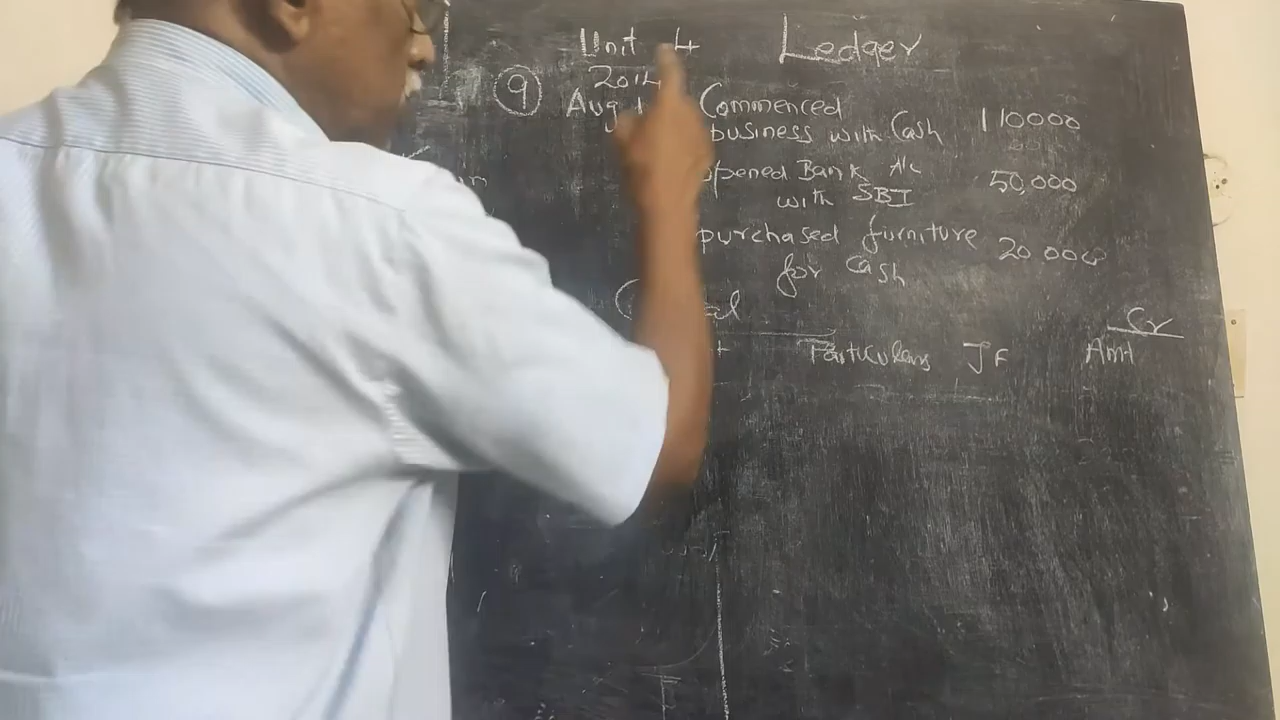 Unit 4 Ledger
9 2014
Aug 1 Commenced
business with Cash 110000
opened Bank A/c 50,000
with SBI
purchased furniture 20 000
for Cash
Cr
Particulars JF Amt